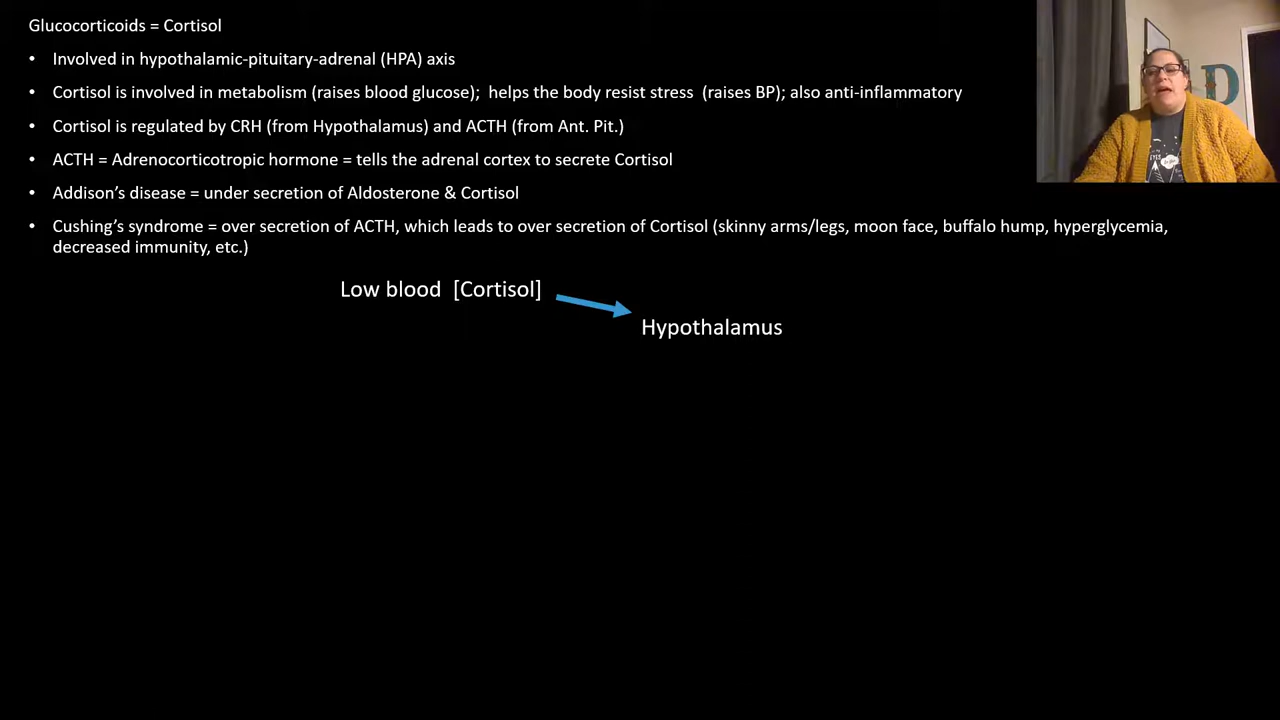 Glucocorticoids = Cortisol
• Involved in hypothalamic-pituitary-adrenal (HPA) axis
• Cortisol is involved in metabolism (raises blood glucose);  helps the body resist stress  (raises BP); also anti-inflammatory
• Cortisol is regulated by CRH (from Hypothalamus) and ACTH (from Ant. Pit.)
• ACTH = Adrenocorticotropic hormone = tells the adrenal cortex to secrete Cortisol
• Addison’s disease = under secretion of Aldosterone & Cortisol
• Cushing’s syndrome = over secretion of ACTH, which leads to over secretion of Cortisol (skinny arms/legs, moon face, buffalo hump, hyperglycemia,
decreased immunity, etc.)
Low blood  [Cortisol]
Hypothalamus
D